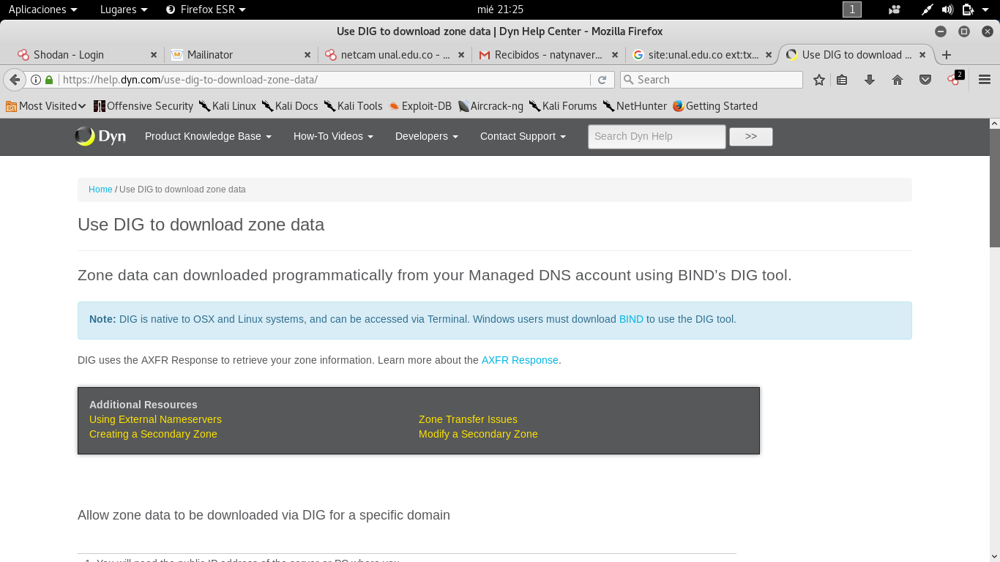 Aplicaciones Lugares Firefox ESR mié 21:25 1
Use DIG to download zone data | Dyn Help Center - Mozilla Firefox
Shodan - Login Mailinator netcam unal.edu.co - ... Recibidos - natynaver... site:unal.edu.co ext:tx... Use DIG to download ...
https://help.dyn.com/use-dig-to-download-zone-data/ Search 2
Most Visited Offensive Security Kali Linux Kali Docs Kali Tools Exploit-DB Aircrack-ng Kali Forums NetHunter Getting Started
Dyn Product Knowledge Base How-To Videos Developers Contact Support Search Dyn Help >>
Home / Use DIG to download zone data
Use DIG to download zone data
Zone data can downloaded programmatically from your Managed DNS account using BIND's DIG tool.
Note: DIG is native to OSX and Linux systems, and can be accessed via Terminal. Windows users must download BIND to use the DIG tool.
DIG uses the AXFR Response to retrieve your zone information. Learn more about the AXFR Response.
Additional Resources
Using External Nameservers Zone Transfer Issues
Creating a Secondary Zone Modify a Secondary Zone
Allow zone data to be downloaded via DIG for a specific domain
1. You will need the public IP address of the server or PC where you